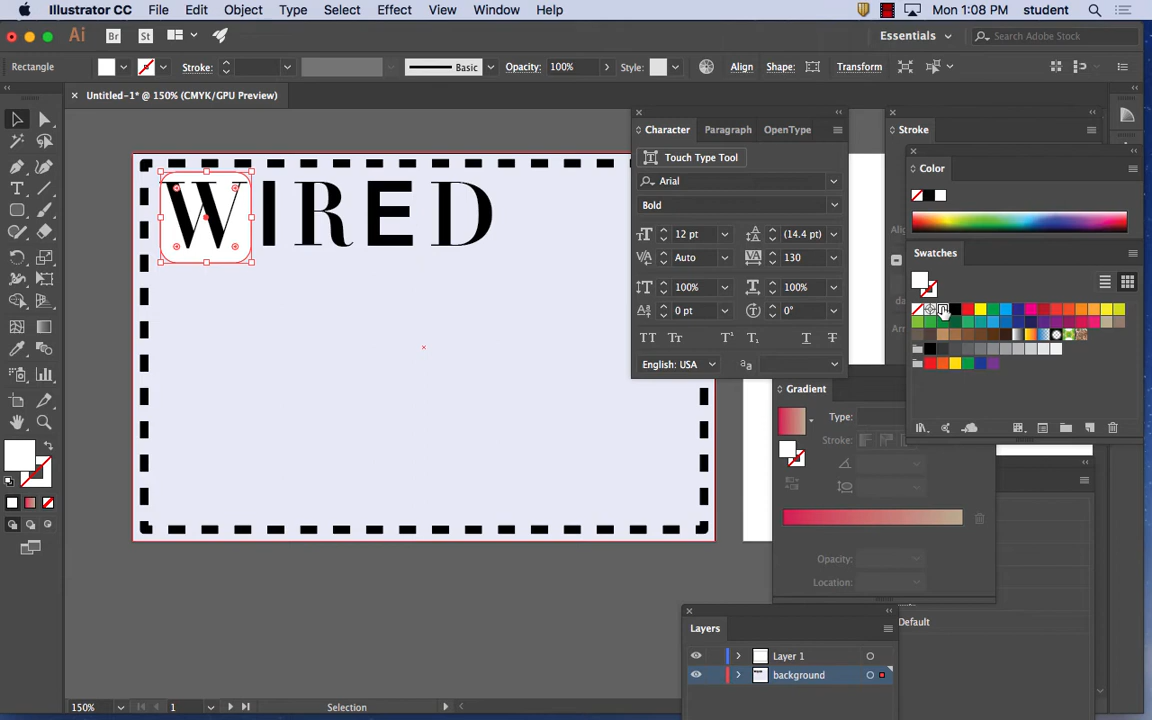 Illustrator CC File Edit Object Type Select Effect View Window Help Mon 1:08 PM student
Ai Br St Essentials Search Adobe Stock
Rectangle Stroke: Basic Opacity: 100% Style: Align Shape: Transform
Untitled-1* @ 150% (CMYK/GPU Preview)
WIRED
Character Paragraph OpenType
Touch Type Tool
Arial
Bold
12 pt (14.4 pt)
Auto 130
100% 100%
0 pt 0°
English: USA
Stroke
Color
Swatches
Gradient
Type:
Stroke:
Opacity:
Location:
Default
Layers
Layer 1
background
150% 1 Selection